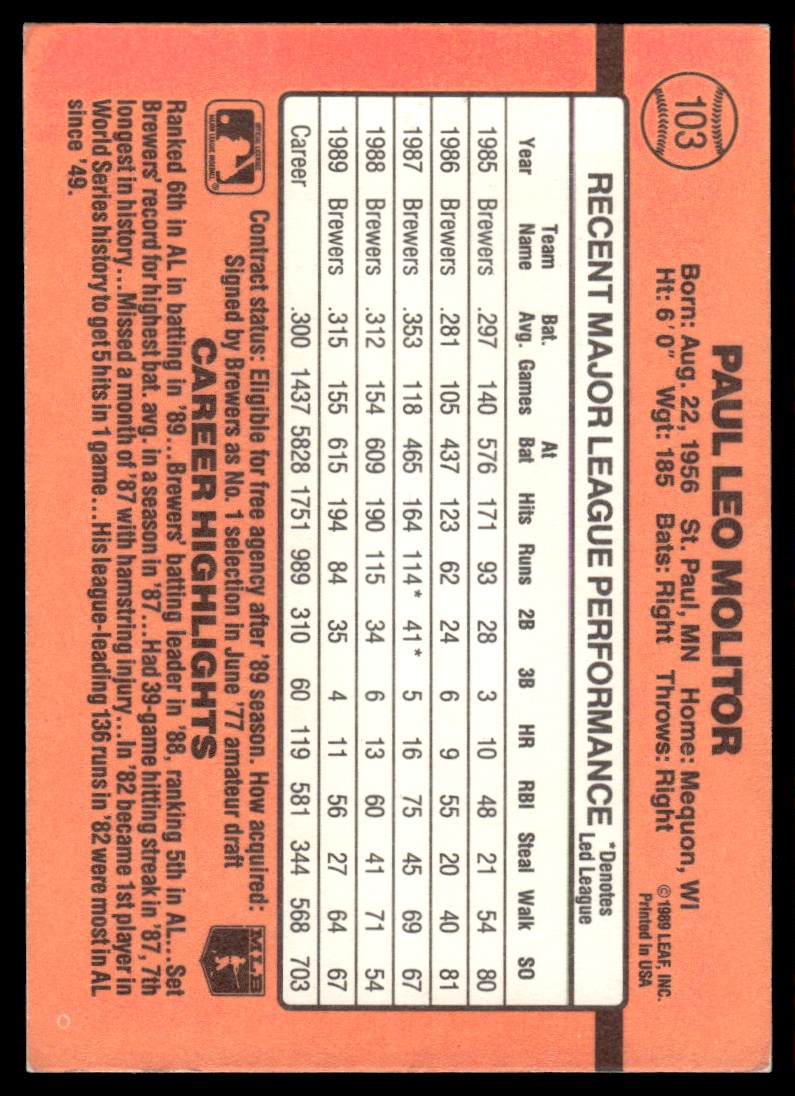 103
PAUL LEO MOLITOR
Born: Aug. 22, 1956 St. Paul, MN Home: Mequon, WI
Ht: 6' 0" Wgt: 185 Bats: Right Throws: Right
©1989 LEAF, INC.
Printed in USA
RECENT MAJOR LEAGUE PERFORMANCE *Denotes Led League
Year Team Name Bat. Avg. Games At Bat Hits Runs 2B 3B HR RBI Steal Walk SO
1985 Brewers .297 140 576 171 93 28 3 10 48 21 54 80
1986 Brewers .281 105 437 123 62 24 6 9 55 20 40 81
1987 Brewers .353 118 465 164 114* 41* 5 16 75 45 69 67
1988 Brewers .312 154 609 190 115 34 6 13 60 41 71 54
1989 Brewers .315 155 615 194 84 35 4 11 56 27 64 67
Career .300 1437 5828 1751 989 310 60 119 581 344 568 703
OFFICIAL LICENSEE
MAJOR LEAGUE BASEBALL ®
Contract status: Eligible for free agency after '89 season. How acquired:
Signed by Brewers as No. 1 selection in June '77 amateur draft
MLB
CAREER HIGHLIGHTS
Ranked 6th in AL in batting in '89...Brewers' batting leader in '88, ranking 5th in AL...Set
Brewers' record for highest bat. avg. in a season in '87...Had 39-game hitting streak in '87, 7th
longest in history...Missed a month of '87 with hamstring injury...In '82 became 1st player in
World Series history to get 5 hits in 1 game...His league-leading 136 runs in '82 were most in AL
since '49.